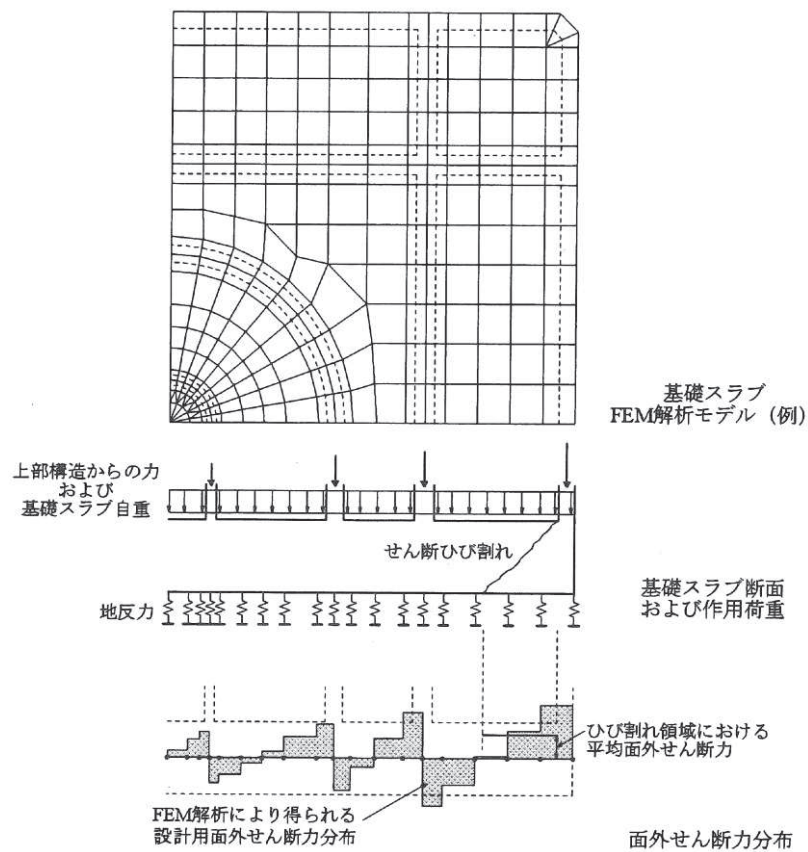 基礎スラブ
FEM解析モデル（例）
上部構造からの力
および
基礎スラブ自重
せん断ひび割れ
地反力
基礎スラブ断面
および作用荷重
ひび割れ領域における
平均面外せん断力
FEM解析により得られる
設計用面外せん断力分布
面外せん断力分布